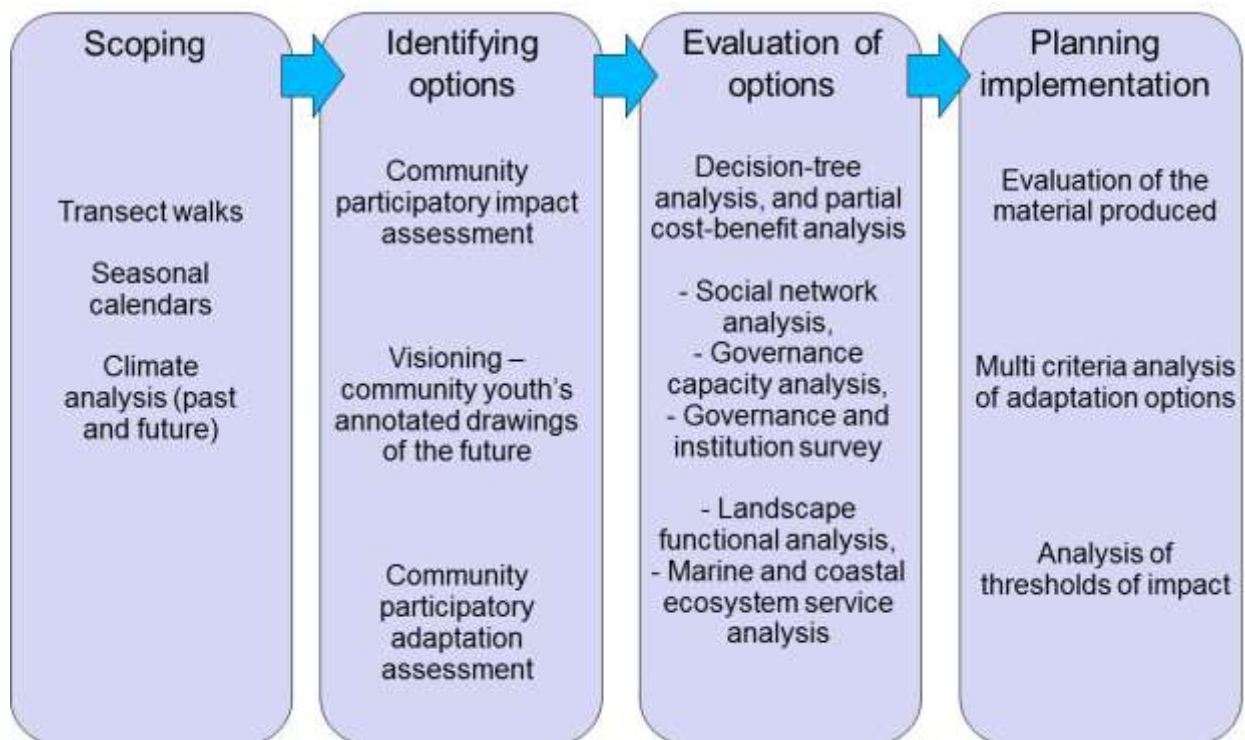 Scoping
Transect walks
Seasonal
calendars
Climate
analysis (past
and future)
Identifying
options
Community
participatory impact
assessment
Visioning –
community youth's
annotated drawings
of the future
Community
participatory
adaptation
assessment
Evaluation of
options
Decision-tree
analysis, and partial
cost-benefit analysis
- Social network
analysis,
- Governance
capacity analysis,
- Governance and
institution survey
- Landscape
functional analysis,
- Marine and coastal
ecosystem service
analysis
Planning
implementation
Evaluation of the
material produced
Multi criteria analysis
of adaptation options
Analysis of
thresholds of impact